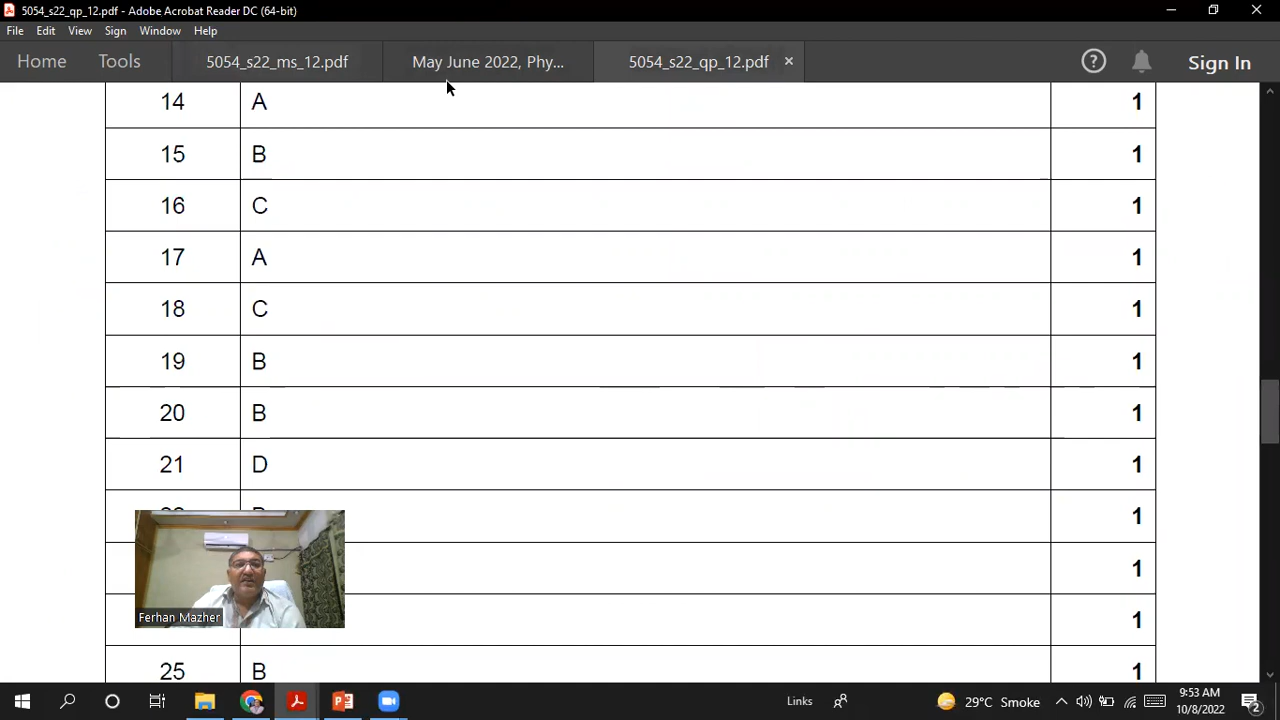 5054_s22_qp_12.pdf - Adobe Acrobat Reader DC (64-bit)
File Edit View Sign Window Help
Home Tools 5054_s22_ms_12.pdf May June 2022, Phy... 5054_s22_qp_12.pdf × Sign In
14 A 1
15 B 1
16 C 1
17 A 1
18 C 1
19 B 1
20 B 1
21 D 1
1
1
1
Ferhan Mazher
25 B 1
Links 29°C Smoke 9:53 AM
10/8/2022
2